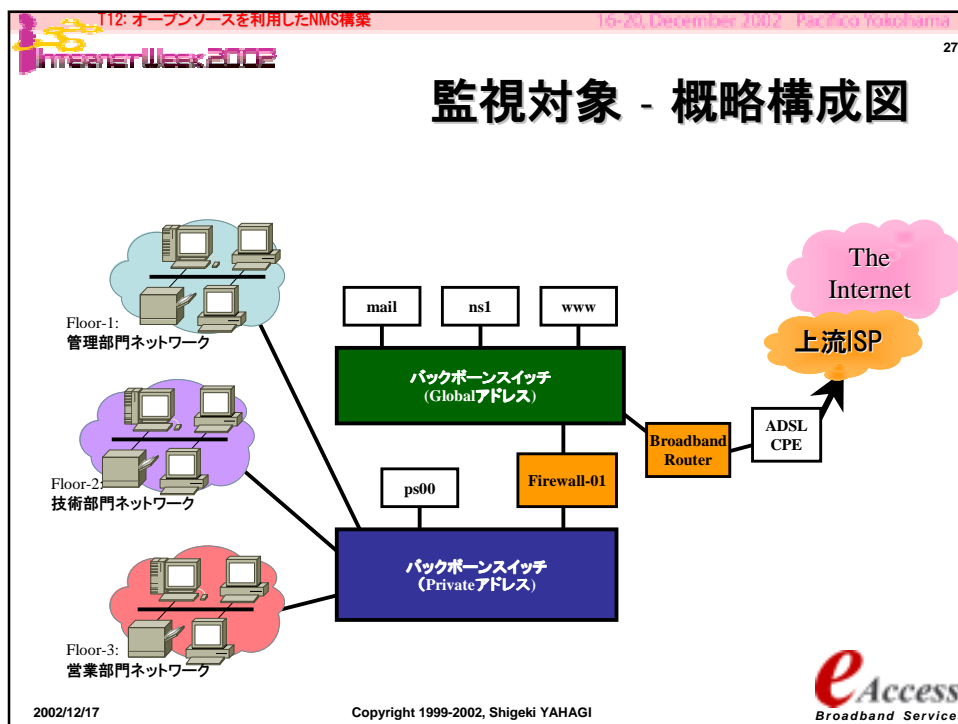 T12: オープンソースを利用したNMS構築
16-20, December 2002 Pacifico Yokohama
Internet Week 2002
27
監視対象 - 概略構成図
The
Internet
上流ISP
mail
ns1
www
Floor-1:
管理部門ネットワーク
バックボーンスイッチ
(Globalアドレス)
ADSL
CPE
Broadband
Router
Floor-2:
技術部門ネットワーク
ps00
Firewall-01
バックボーンスイッチ
(Privateアドレス)
Floor-3:
営業部門ネットワーク
eAccess
Broadband Service
2002/12/17
Copyright 1999-2002, Shigeki YAHAGI